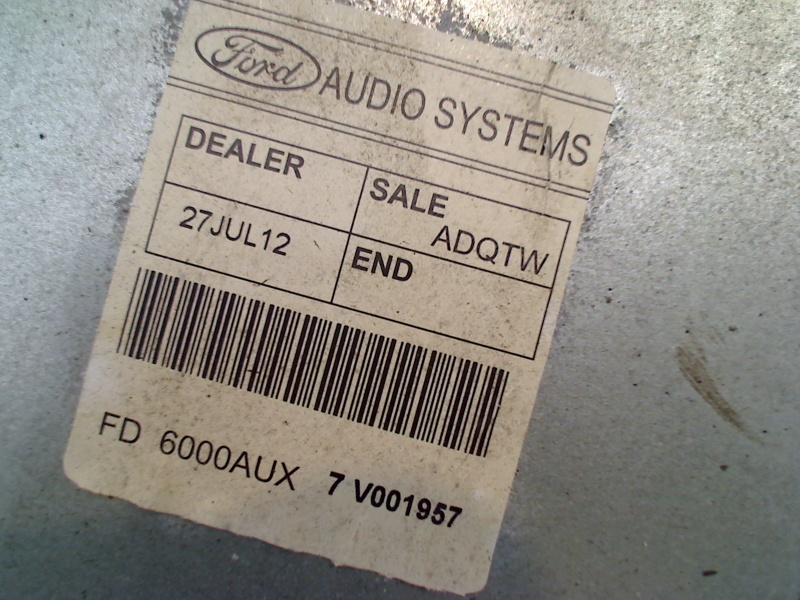 Ford AUDIO SYSTEMS
DEALER
SALE
ADQTW
27JUL12
END
FD 6000AUX 7 V001957